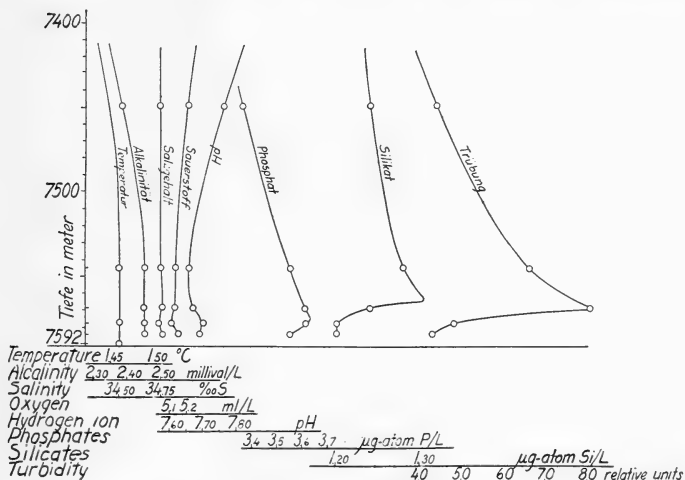 7400
7500
Tiefe in meter
7592
Temperatur
Alkalinität
Salzgehalt
Sauerstoff
pH
Phosphat
Silikat
Trübung
Temperature 1,45 1,50 °C
Alcalinity 2,30 2,40 2,50 millival/L
Salinity 34,50 34,75 %oo S
Oxygen 5,1 5,2 ml/L
Hydrogen ion 7,60 7,70 7,80 pH
Phosphates 3,4 3,5 3,6 3,7 µg-atom P/L
Silicates 1,20 1,30 µg-atom Si/L
Turbidity 40 50 60 70 80 relative units